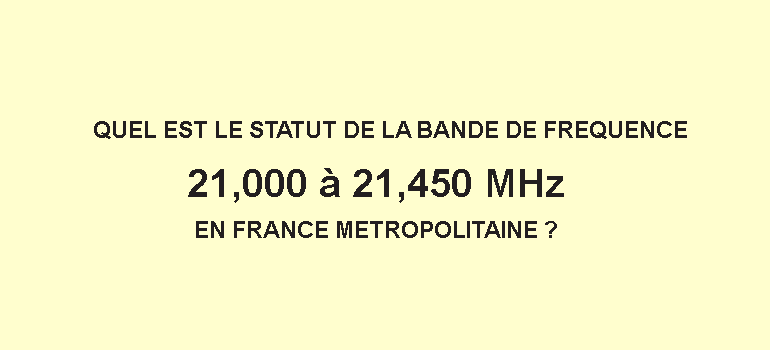 QUEL EST LE STATUT DE LA BANDE DE FREQUENCE
21,000 à 21,450 MHz
EN FRANCE METROPOLITAINE ?